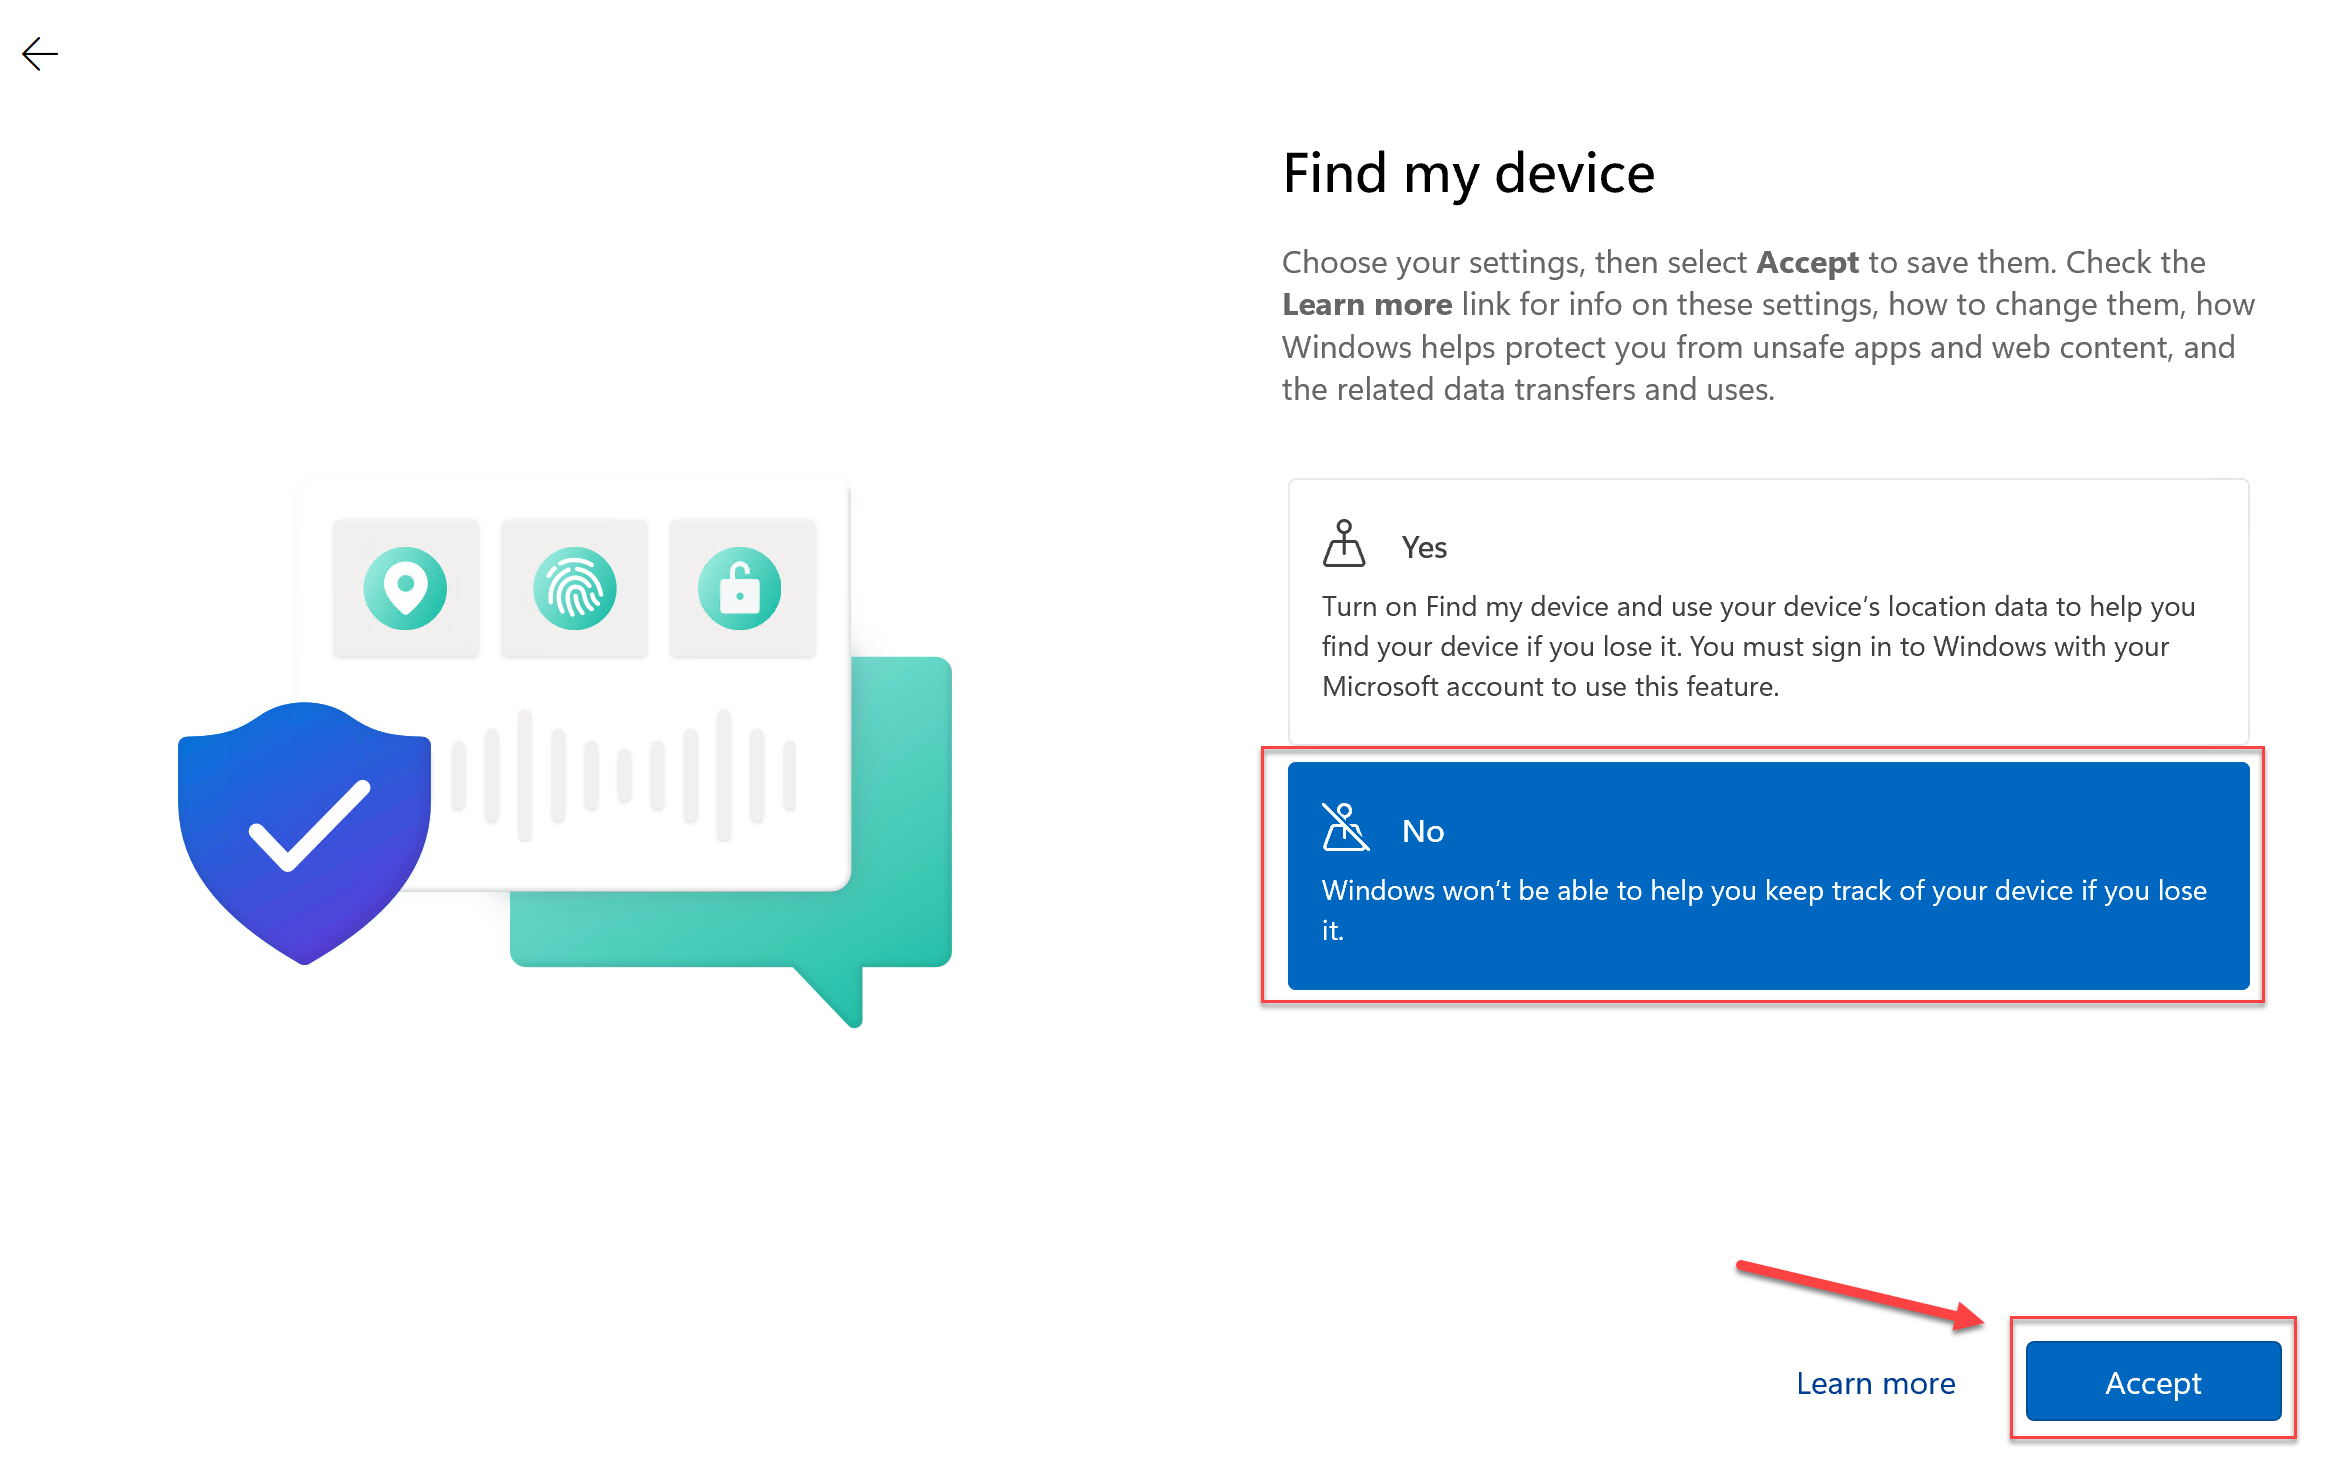 Find my device
Choose your settings, then select Accept to save them. Check the
Learn more link for info on these settings, how to change them, how
Windows helps protect you from unsafe apps and web content, and
the related data transfers and uses.
Yes
Turn on Find my device and use your device’s location data to help you
find your device if you lose it. You must sign in to Windows with your
Microsoft account to use this feature.
No
Windows won’t be able to help you keep track of your device if you lose
it.
Learn more
Accept